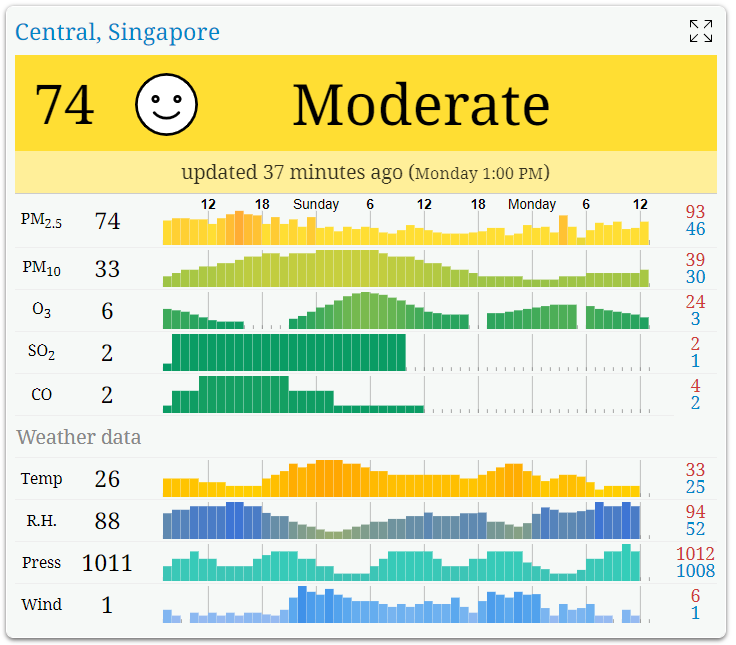 Central, Singapore
74 Moderate
updated 37 minutes ago (Monday 1:00 PM)
12 18 Sunday 6 12 18 Monday 6 12
PM2.5 74 93
46
PM10 33 39
30
O3 6 24
3
SO2 2 2
1
CO 2 4
2
Weather data
Temp 26 33
25
R.H. 88 94
52
Press 1011 1012
1008
Wind 1 6
1